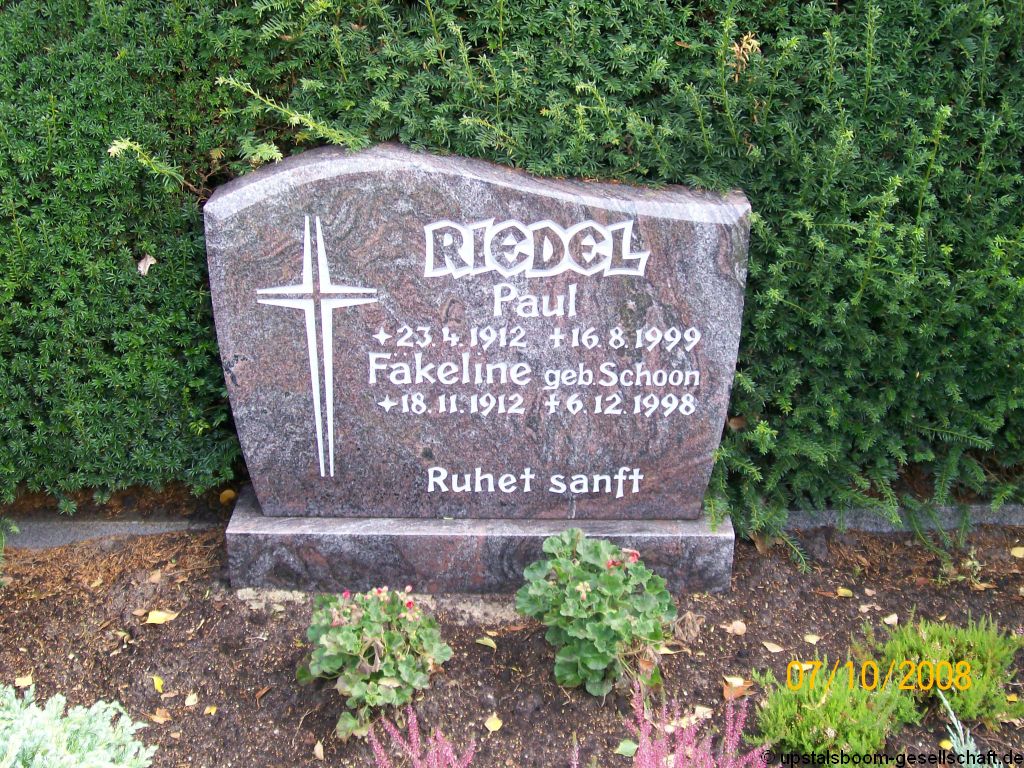 RIEDEL
Paul
✦23.4.1912 ✝16.8.1999
Fäkeline geb.Schoon
✦18.11.1912 ✝6.12.1998
Ruhet sanft
07/10/2008
© upstalsboom-gesellschaft.de